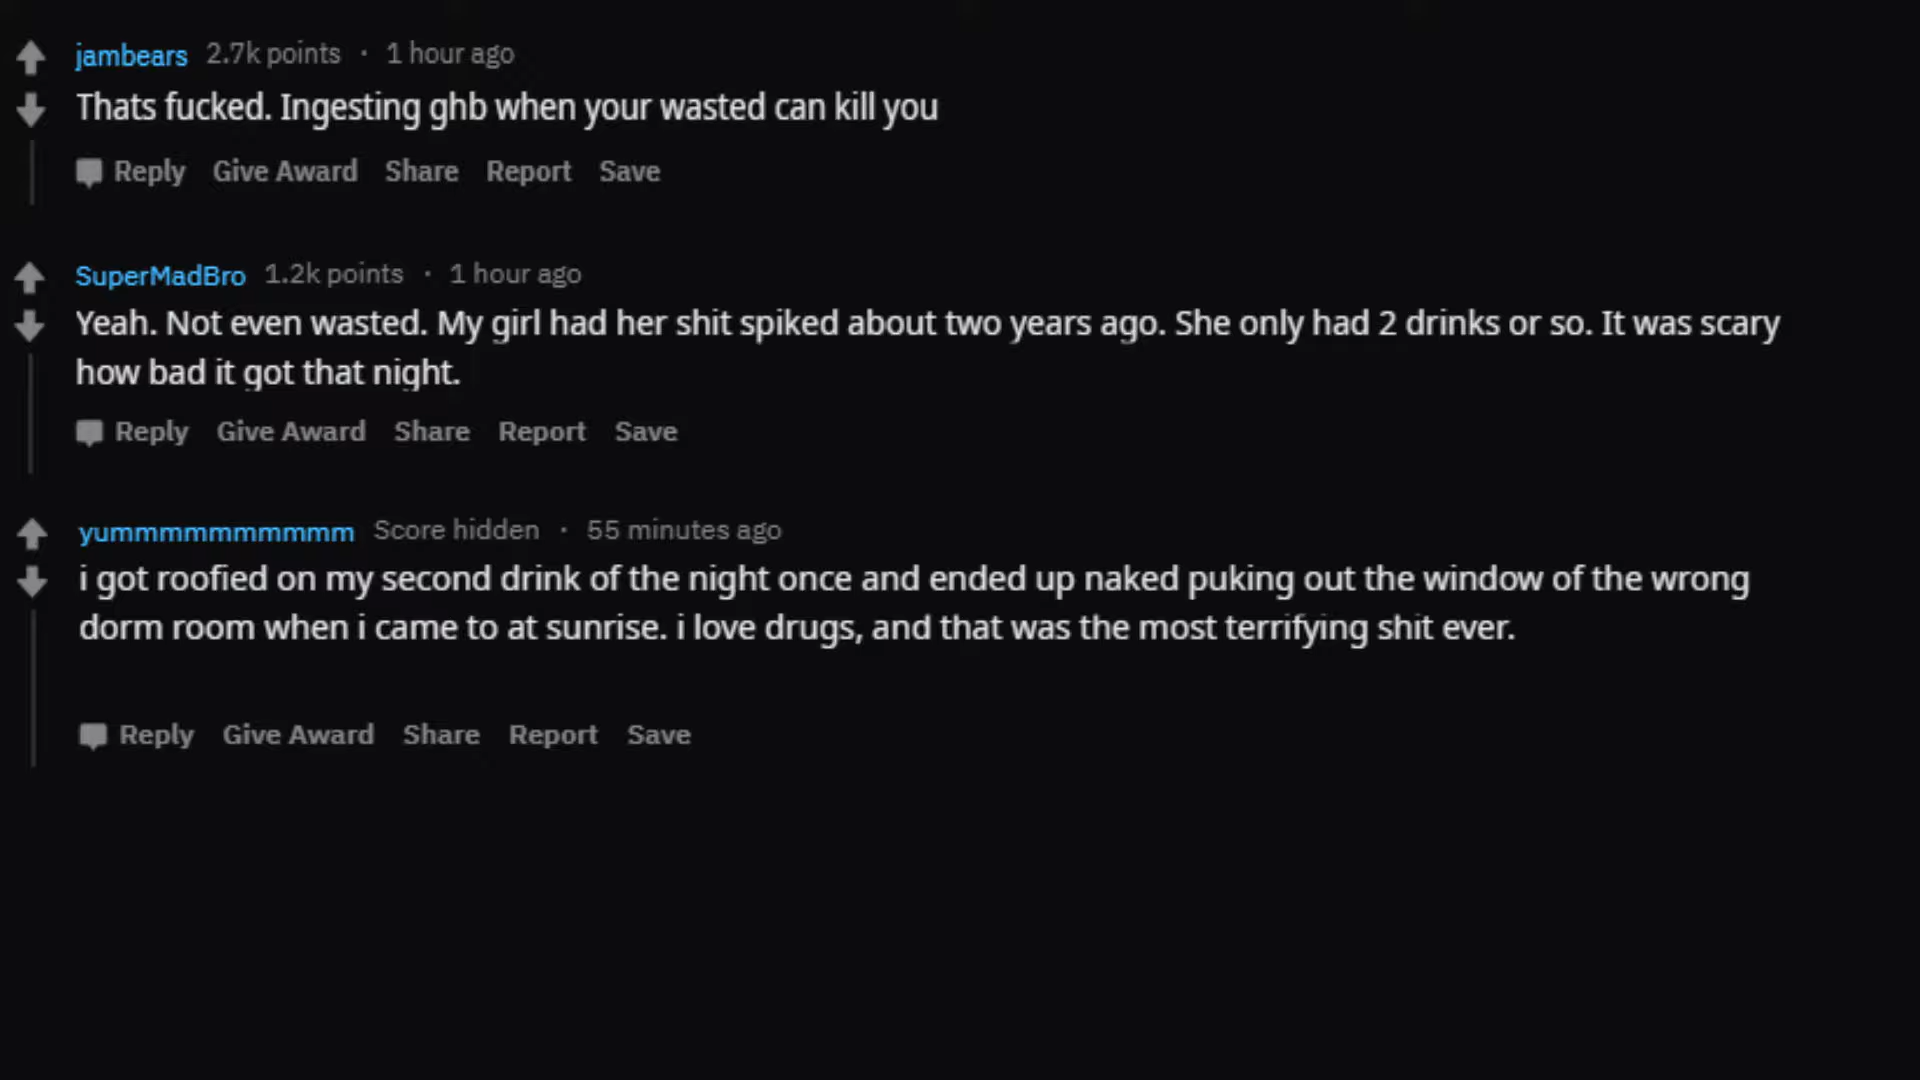 jambears 2.7k points · 1 hour ago
Thats fucked. Ingesting ghb when your wasted can kill you
Reply Give Award Share Report Save
SuperMadBro 1.2k points · 1 hour ago
Yeah. Not even wasted. My girl had her shit spiked about two years ago. She only had 2 drinks or so. It was scary
how bad it got that night.
Reply Give Award Share Report Save
yummmmmmmmmm Score hidden · 55 minutes ago
i got roofied on my second drink of the night once and ended up naked puking out the window of the wrong
dorm room when i came to at sunrise. i love drugs, and that was the most terrifying shit ever.
Reply Give Award Share Report Save